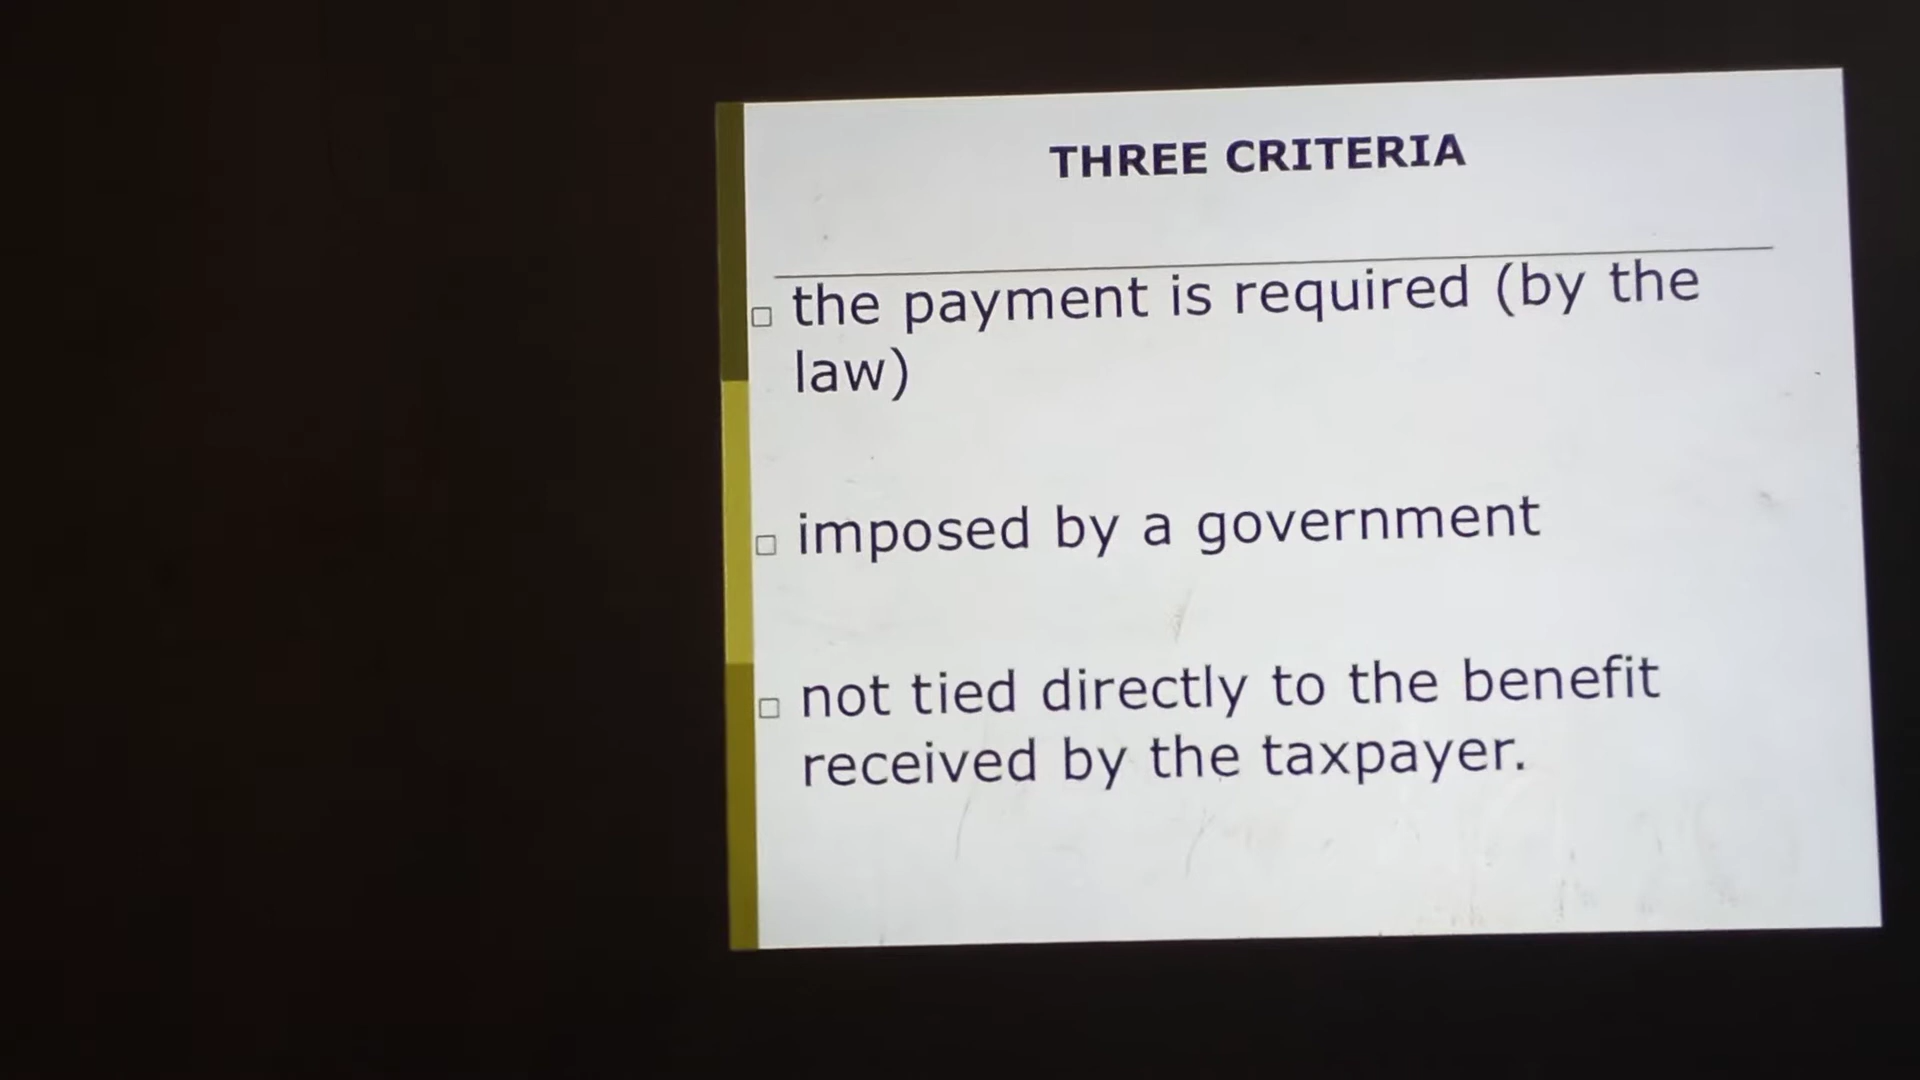 THREE CRITERIA
the payment is required (by the
law)
imposed by a government
not tied directly to the benefit
received by the taxpayer.